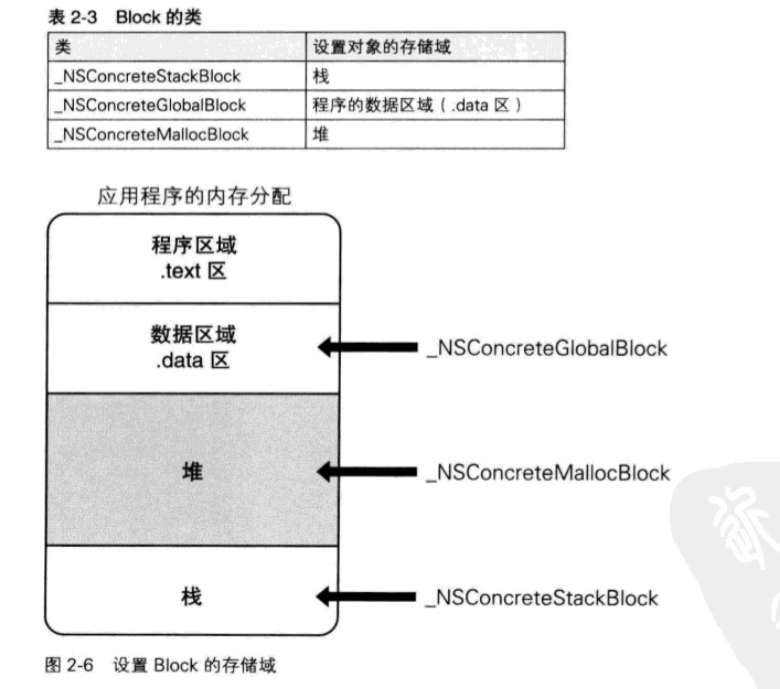 表 2-3 Block 的类
类 设置对象的存储域
_NSConcreteStackBlock 栈
_NSConcreteGlobalBlock 程序的数据区域（.data 区）
_NSConcreteMallocBlock 堆
应用程序的内存分配
程序区域
.text 区
数据区域
.data 区
_NSConcreteGlobalBlock
堆
_NSConcreteMallocBlock
栈
_NSConcreteStackBlock
图 2-6 设置 Block 的存储域